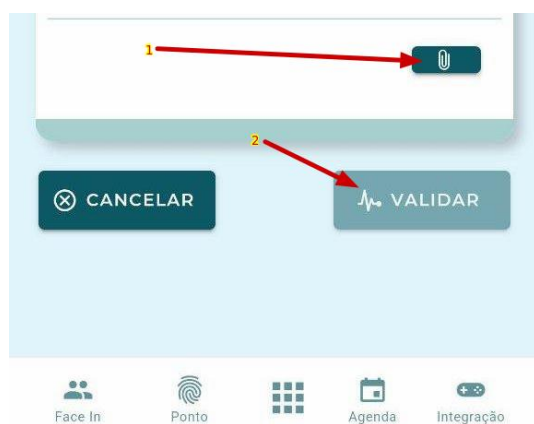 1
2
CANCELAR
VALIDAR
Face In
Ponto
Agenda
Integração